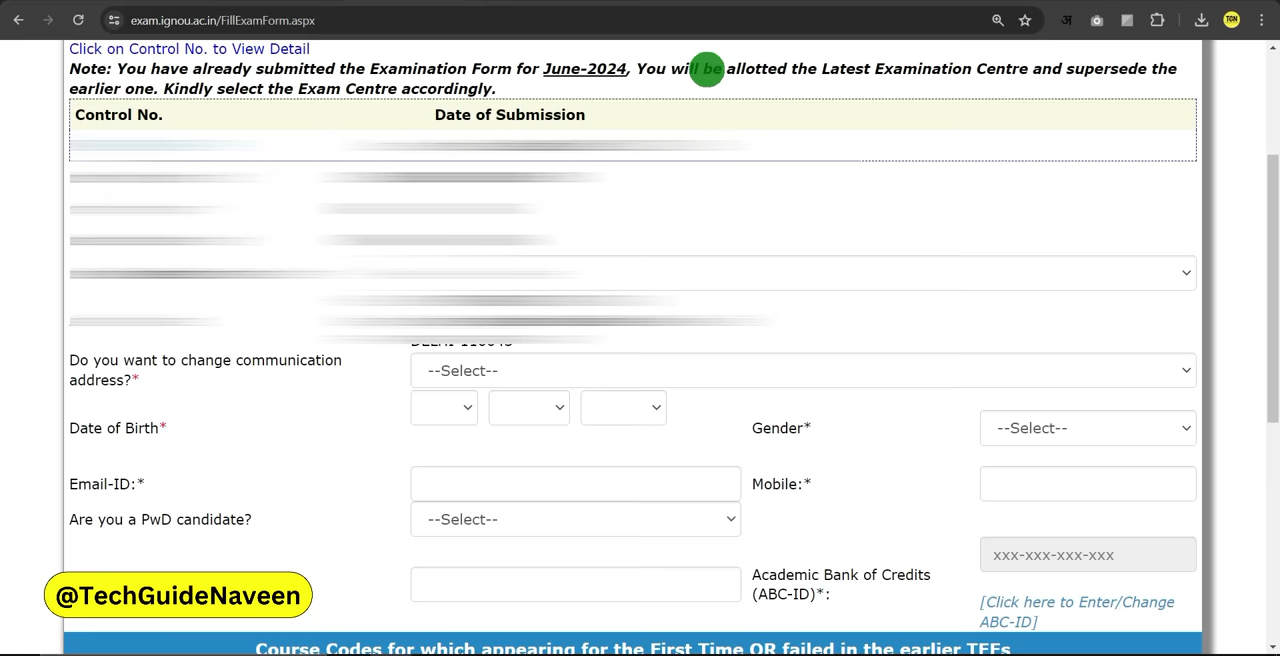 exam.ignou.ac.in/FillExamForm.aspx
अ
TGN
Click on Control No. to View Detail
Note: You have already submitted the Examination Form for June-2024, You will be allotted the Latest Examination Centre and supersede the
earlier one. Kindly select the Exam Centre accordingly.
Control No. Date of Submission
Do you want to change communication
address?*
--Select--
Date of Birth*
Gender* --Select--
Email-ID:* Mobile:*
Are you a PwD candidate? --Select--
xxx-xxx-xxx-xxx
Academic Bank of Credits
(ABC-ID)*:
[Click here to Enter/Change
ABC-ID]
@TechGuideNaveen
Course Codes for which appearing for the First Time OR failed in the earlier TEEs